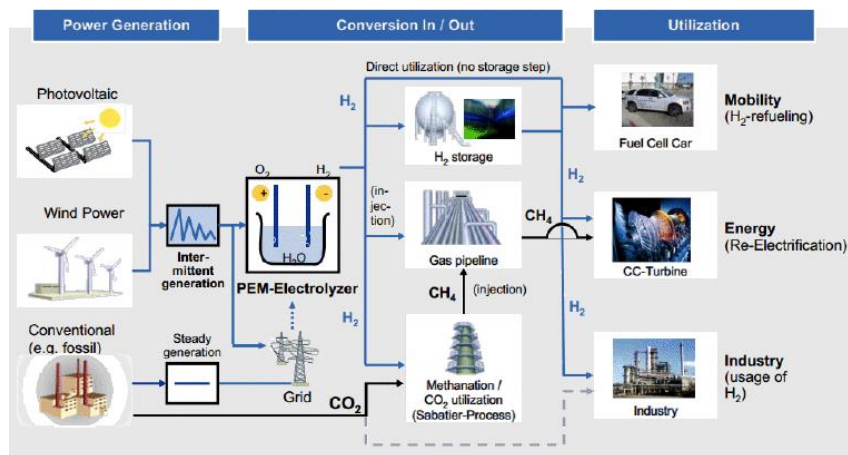 Power Generation
Conversion In / Out
Utilization
Photovoltaic
Wind Power
Conventional
(e.g. fossil)
Inter-
mittent
generation
Steady
generation
O2
H2
+
-
H2O
PEM-Electrolyzer
Grid
CO2
Direct utilization (no storage step)
H2
H2 storage
(in-
jec-
tion)
Gas pipeline
CH4
(injection)
H2
Methanation /
CO2 utilization
(Sabatier-Process)
CH4
H2
H2
Fuel Cell Car
Mobility
(H2-refueling)
CC-Turbine
Energy
(Re-Electrification)
Industry
Industry
(usage of
H2)